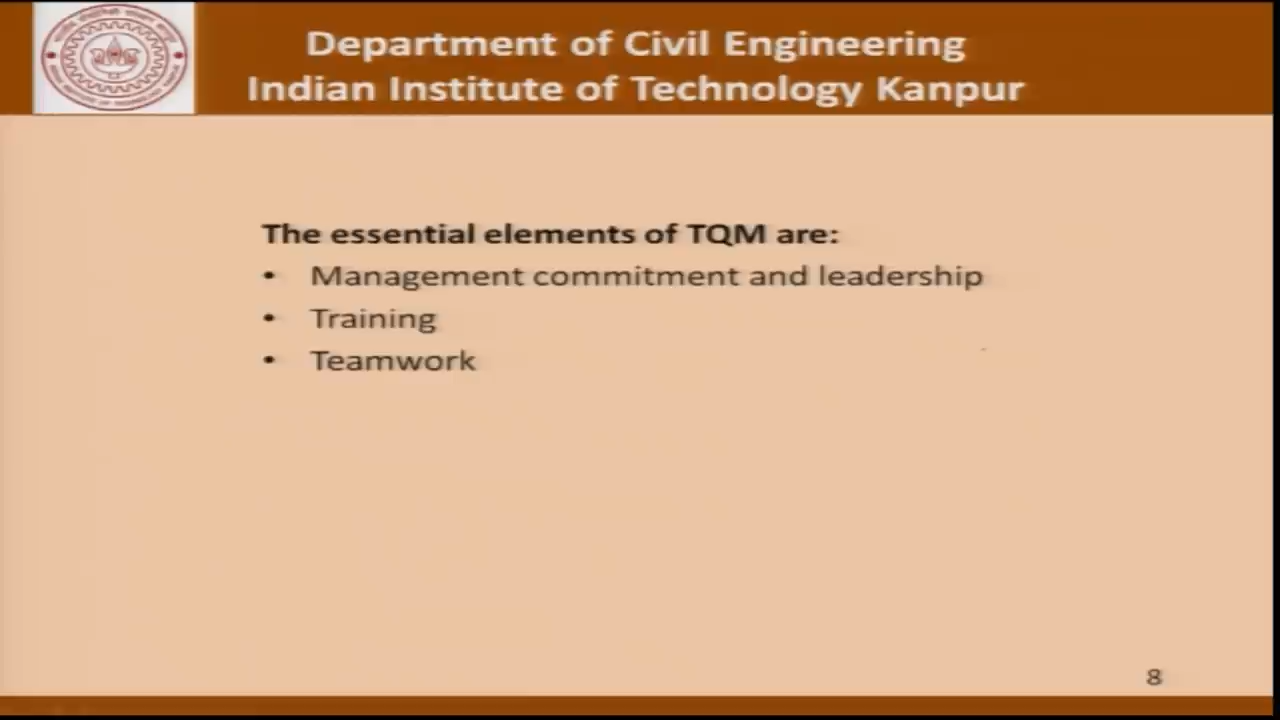 Department of Civil Engineering
Indian Institute of Technology Kanpur
The essential elements of TQM are:
• Management commitment and leadership
• Training
• Teamwork
8